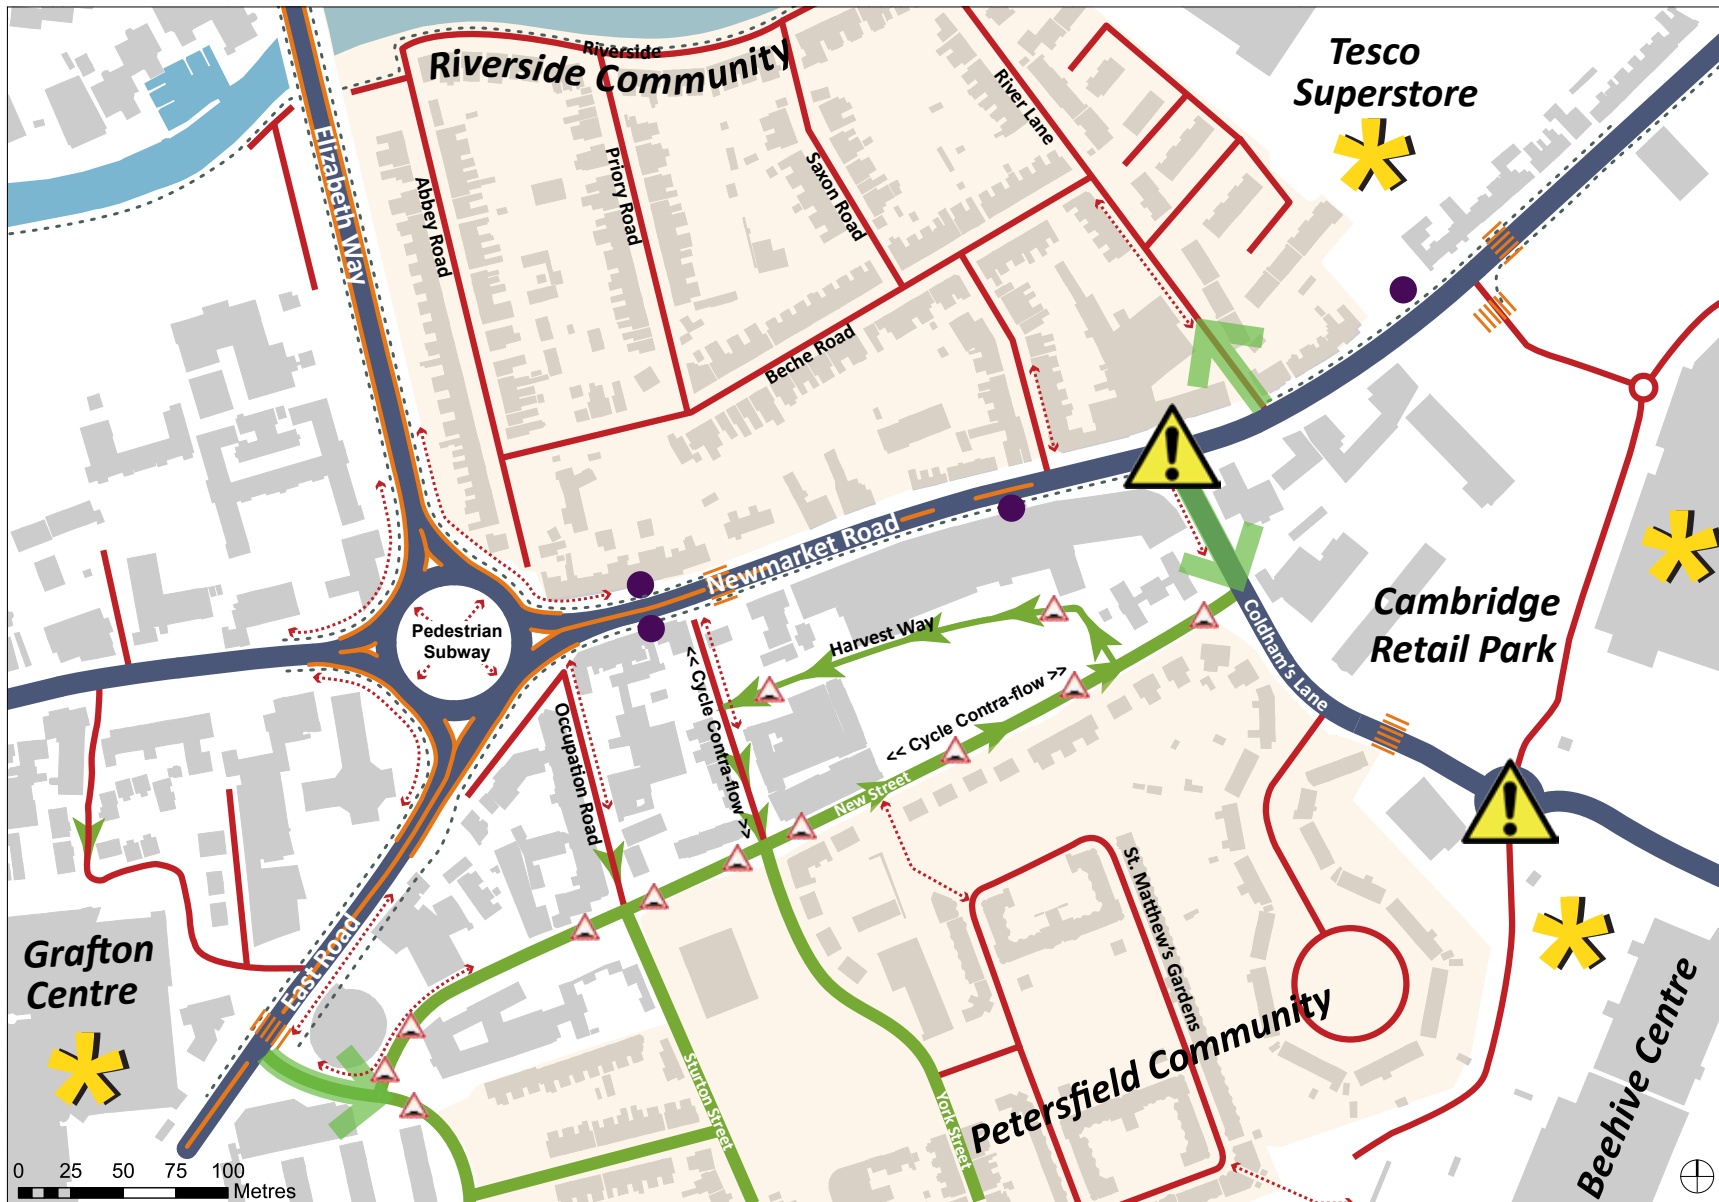 Riverside
Riverside Community
Tesco
Superstore
River Lane
Elizabeth Way
Abbey Road
Priory Road
Saxon Road
Beche Road
Newmarket Road
Pedestrian
Subway
Harvest Way
<< Cycle Contra-flow >>
<< Cycle Contra-flow >>
Coldham's Lane
Cambridge
Retail Park
Occupation Road
New Street
St. Matthew's Gardens
Grafton
Centre
East Road
Sturton Street
York Street
Petersfield Community
Beehive Centre
0 25 50 75 100
Metres